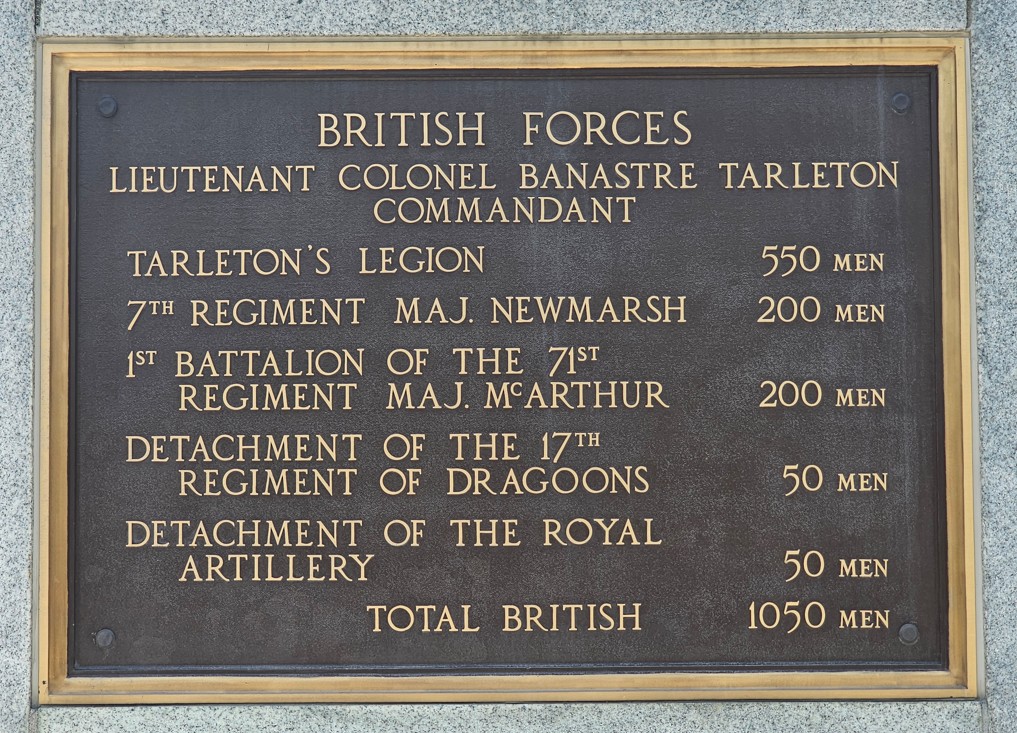 BRITISH FORCES
LIEUTENANT COLONEL BANASTRE TARLETON
COMMANDANT
TARLETON'S LEGION 550 MEN
7TH REGIMENT MAJ. NEWMARSH 200 MEN
1ST BATTALION OF THE 71ST
REGIMENT MAJ. McARTHUR 200 MEN
DETACHMENT OF THE 17TH
REGIMENT OF DRAGOONS 50 MEN
DETACHMENT OF THE ROYAL
ARTILLERY 50 MEN
TOTAL BRITISH 1050 MEN